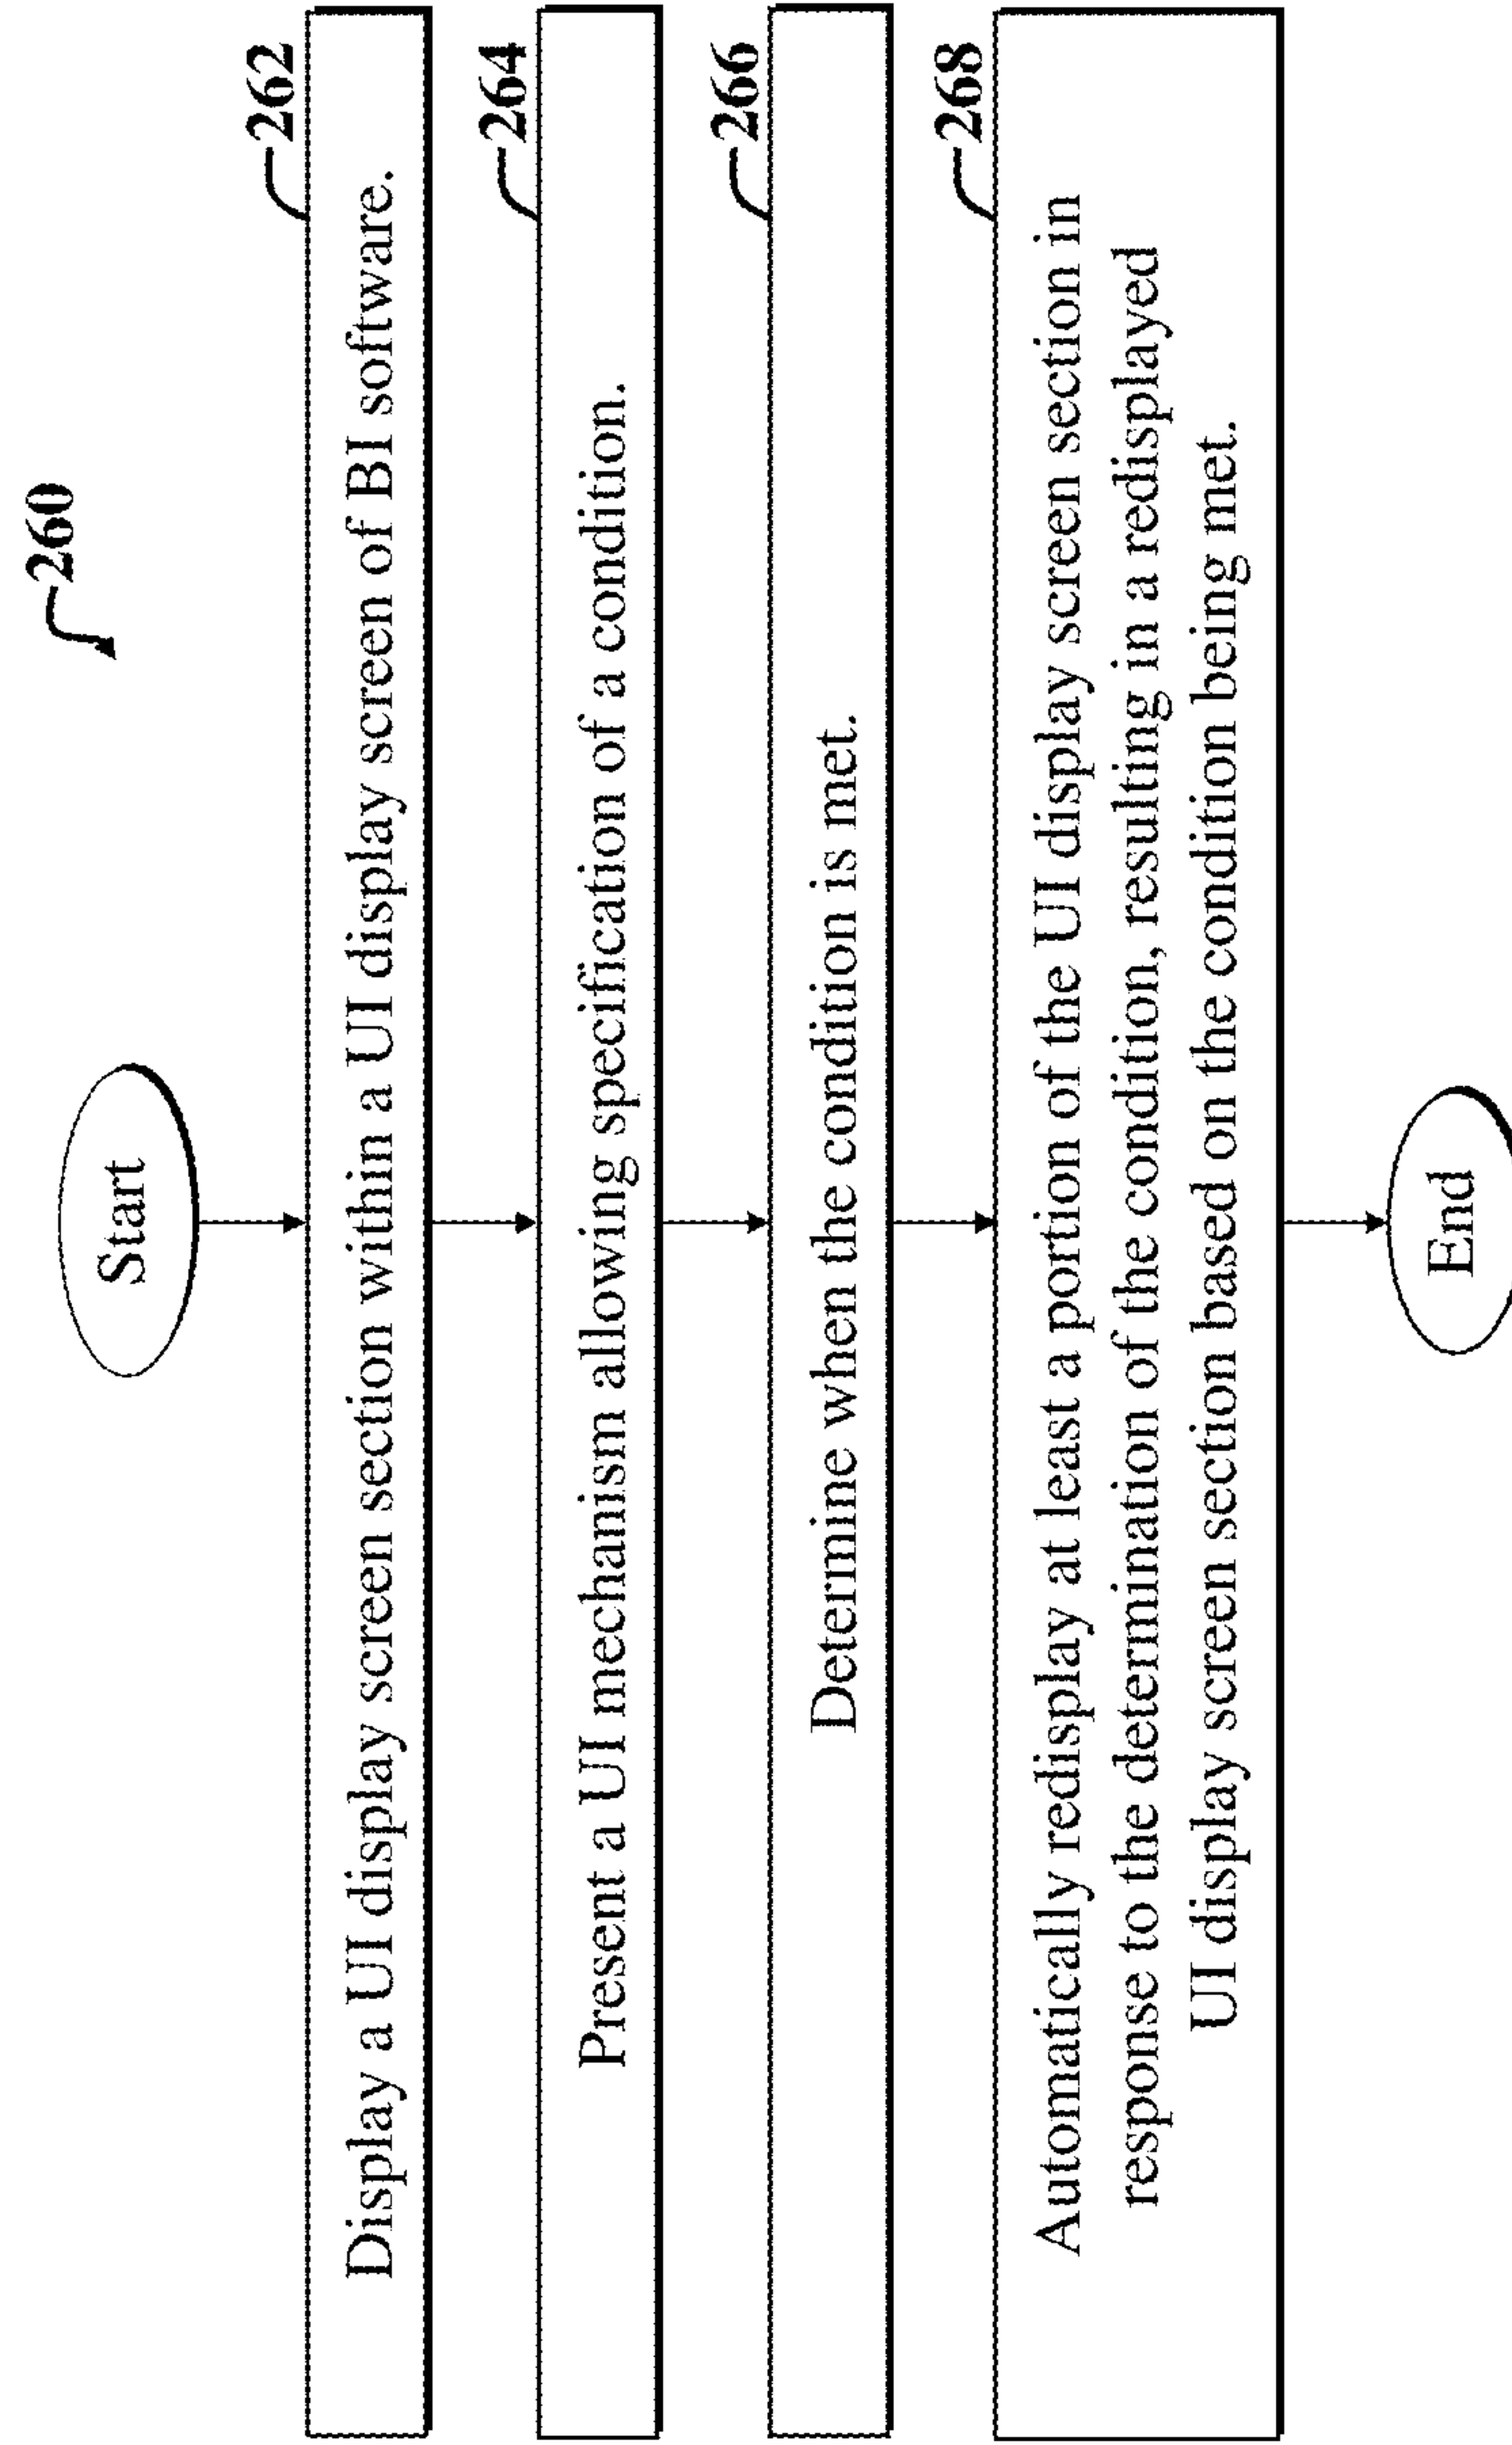 260
Start
262
Display a UI display screen section within a UI display screen of BI software.
264
Present a UI mechanism allowing specification of a condition.
266
Determine when the condition is met.
268
Automatically redisplay at least a portion of the UI display screen section in
response to the determination of the condition, resulting in a redisplayed
UI display screen section based on the condition being met.
End